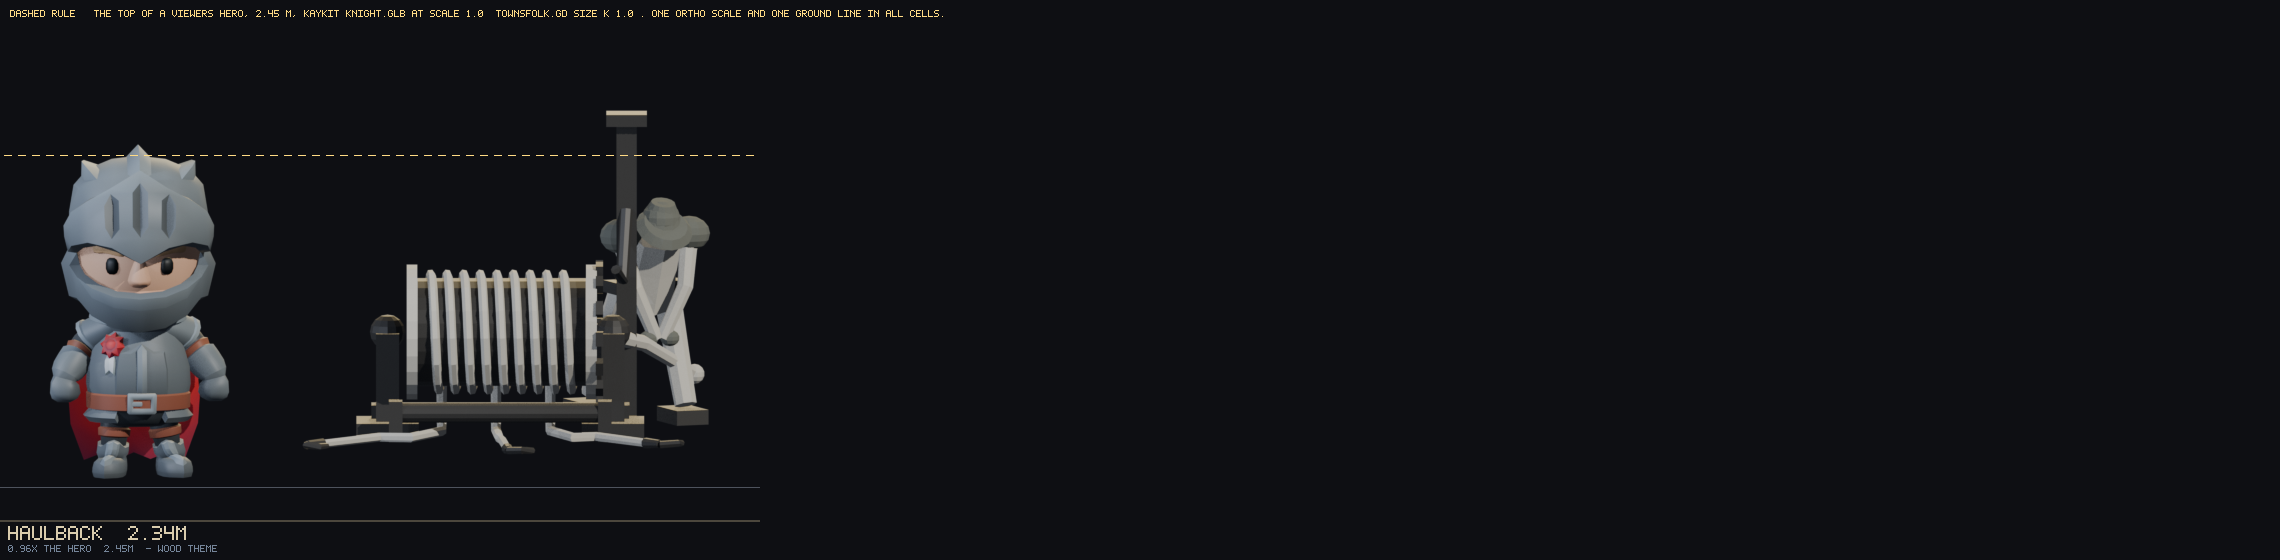 DASHED RULE THE TOP OF A VIEWERS HERO, 2.45 M, KAYKIT KNIGHT.GLB AT SCALE 1.0 TOWNSFOLK.GD SIZE K 1.0 . ONE ORTHO SCALE AND ONE GROUND LINE IN ALL CELLS.
HAULBACK 2.34M
0.96X THE HERO 2.45M - WOOD THEME